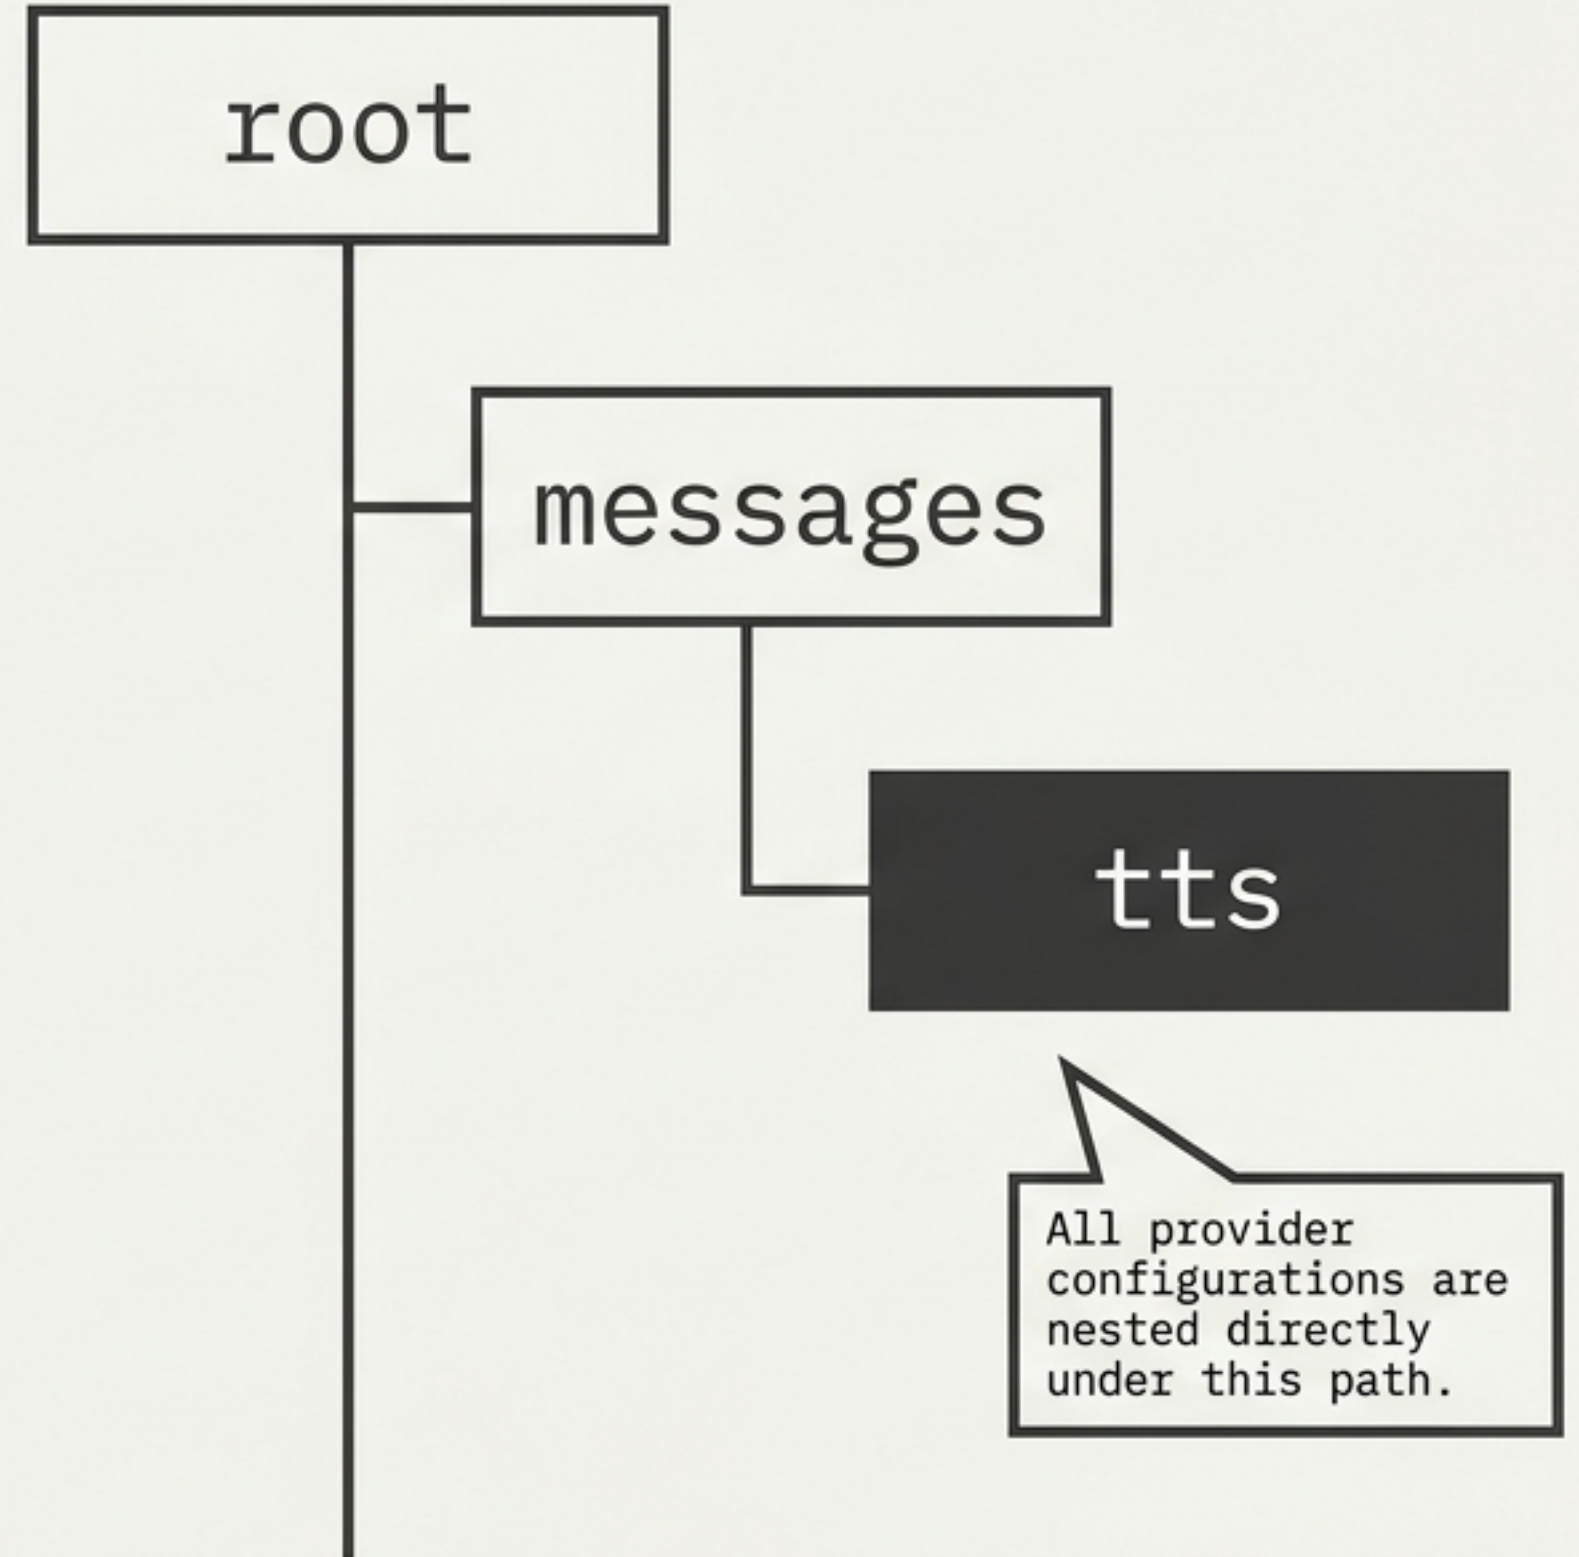 root
messages
tts
All provider
configurations are
nested directly
under this path.